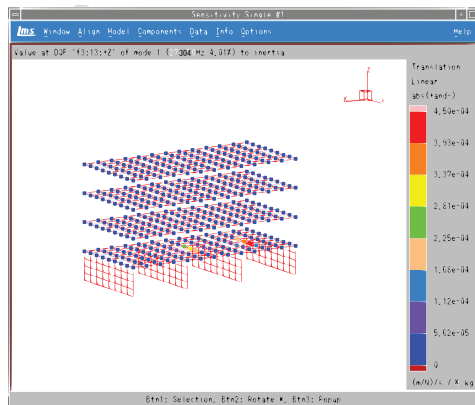 Sensitivity Single #1
lms Window Align Model Components Data Info Options Help
Value at DOF "f3:13:+Z" of mode 1 ( 304 Hz 4.01%) to inertia
Translation
Linear
abs(+and-)
4.50e-04
3.93e-04
3.37e-04
2.81e-04
2.25e-04
1.68e-04
1.12e-04
5.62e-05
0
(m/N)/s / % kg
Btn1: Selection, Btn2: Rotate *, Btn3: Popup